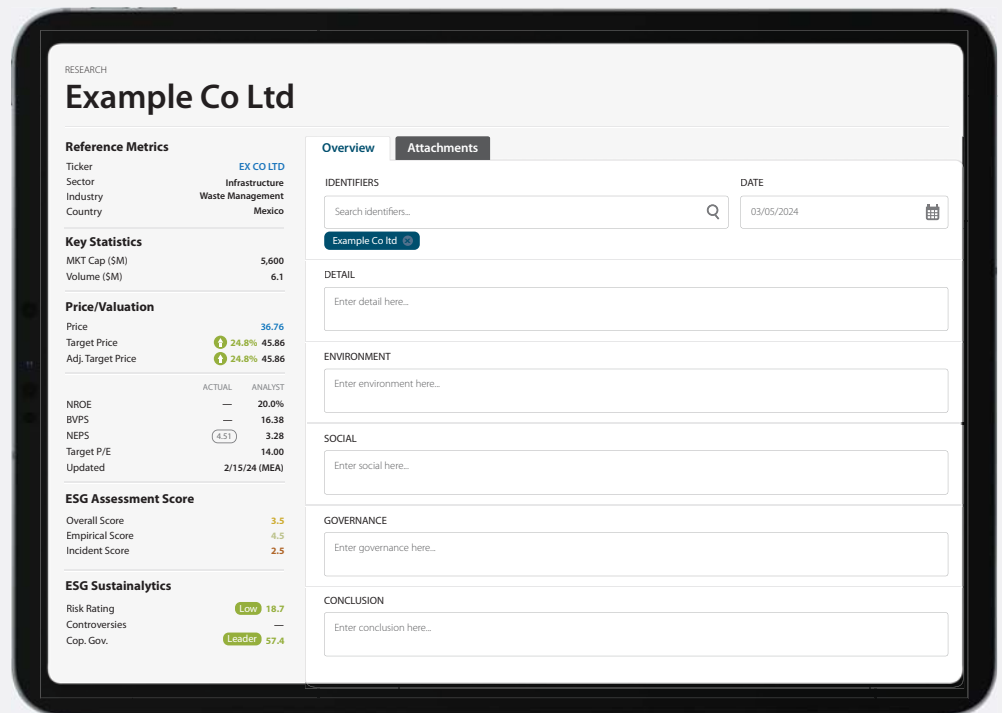 RESEARCH
Example Co Ltd
Reference Metrics
Ticker EX CO LTD
Sector Infrastructure
Industry Waste Management
Country Mexico
Key Statistics
MKT Cap ($M) 5,600
Volume ($M) 6.1
Price/Valuation
Price 36.76
Target Price 24.8% 45.86
Adj. Target Price 24.8% 45.86
ACTUAL ANALYST
NROE — 20.0%
BVPS — 16.38
NEPS 4.51 3.28
Target P/E 14.00
Updated 2/15/24 (MEA)
ESG Assessment Score
Overall Score 3.5
Empirical Score 4.5
Incident Score 2.5
ESG Sustainalytics
Risk Rating Low 18.7
Controversies —
Cop. Gov. Leader 57.4
Overview Attachments
IDENTIFIERS DATE
Search identifiers... 03/05/2024
Example Co ltd
DETAIL
Enter detail here...
ENVIRONMENT
Enter environment here...
SOCIAL
Enter social here...
GOVERNANCE
Enter governance here...
CONCLUSION
Enter conclusion here...